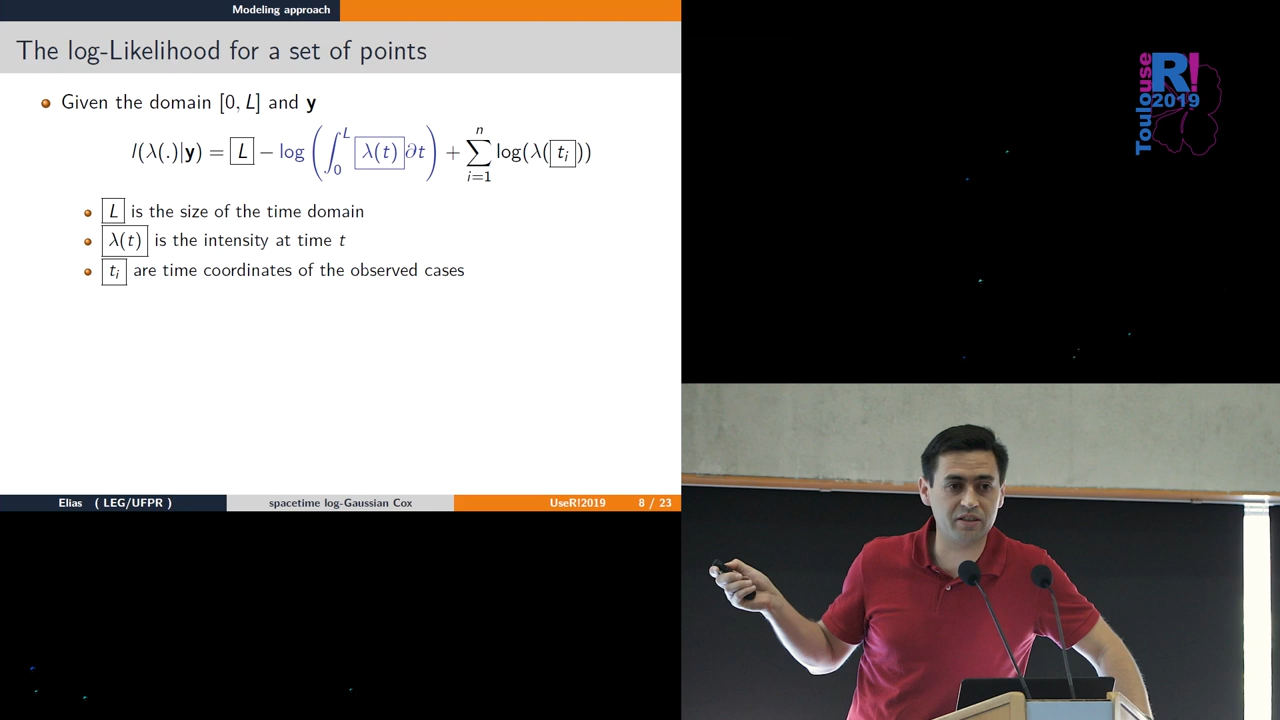 Modeling approach
The log-Likelihood for a set of points
Given the domain [0, L] and y
l(λ(.)|y) = L − log(∫₀ᴸ λ(t)∂t) + ∑ᵢ₌₁ⁿ log(λ(tᵢ))
L is the size of the time domain
λ(t) is the intensity at time t
tᵢ are time coordinates of the observed cases
Elias ( LEG/UFPR ) spacetime log-Gaussian Cox UseR!2019 8 / 23
Toulouse
R!
2019